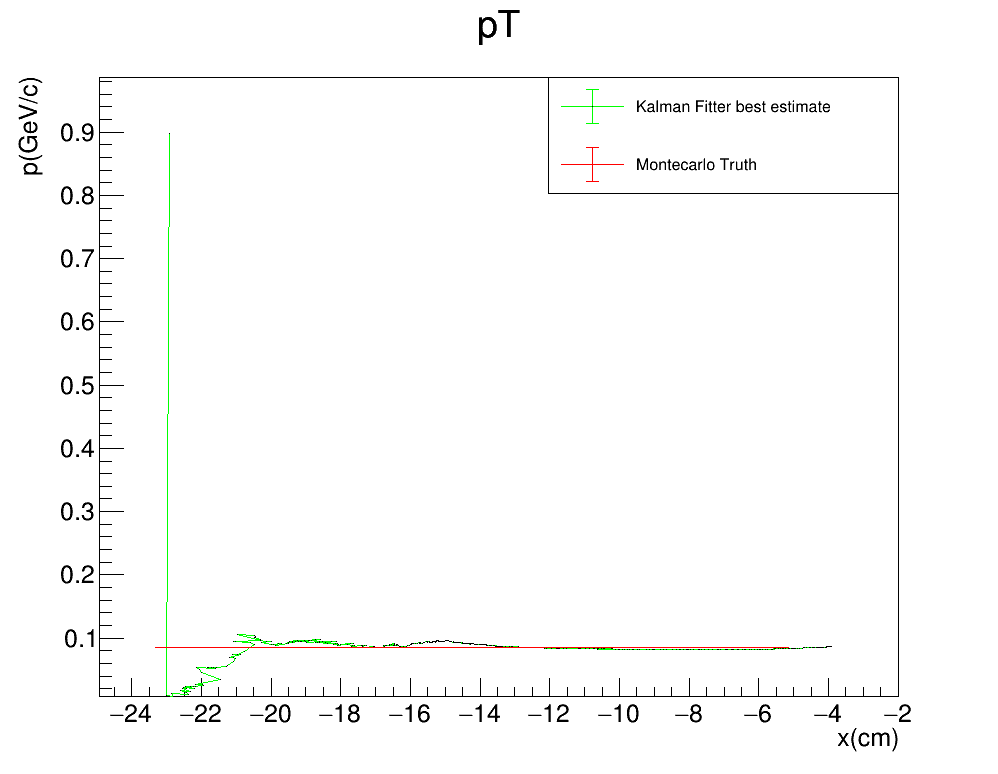 pT
p(GeV/c)
Kalman Fitter best estimate
Montecarlo Truth
0.9
0.8
0.7
0.6
0.5
0.4
0.3
0.2
0.1
−24 −22 −20 −18 −16 −14 −12 −10 −8 −6 −4 −2
x(cm)